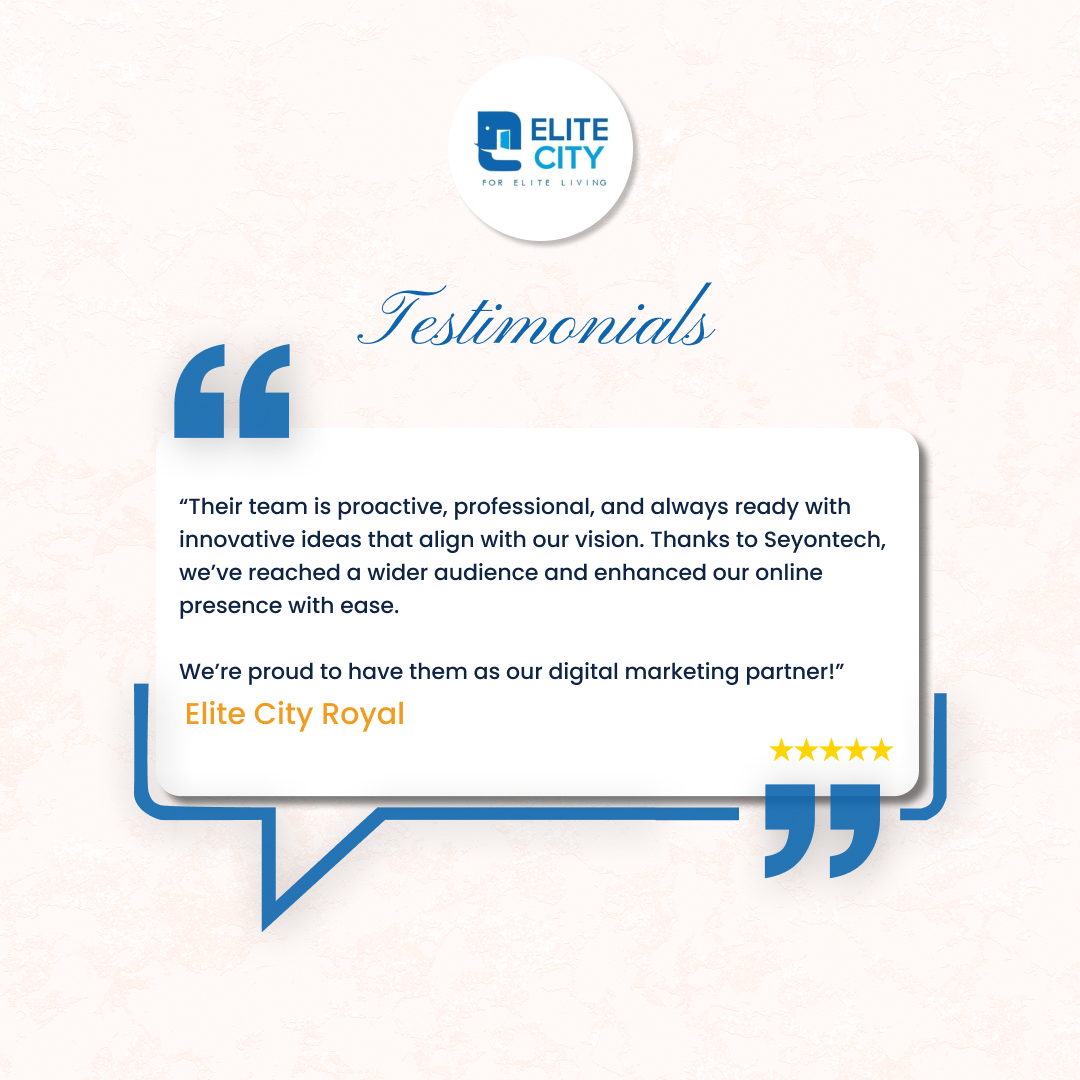 ELITE
CITY
FOR ELITE LIVING
Testimonials
“Their team is proactive, professional, and always ready with
innovative ideas that align with our vision. Thanks to Seyontech,
we’ve reached a wider audience and enhanced our online
presence with ease.
We’re proud to have them as our digital marketing partner!”
Elite City Royal